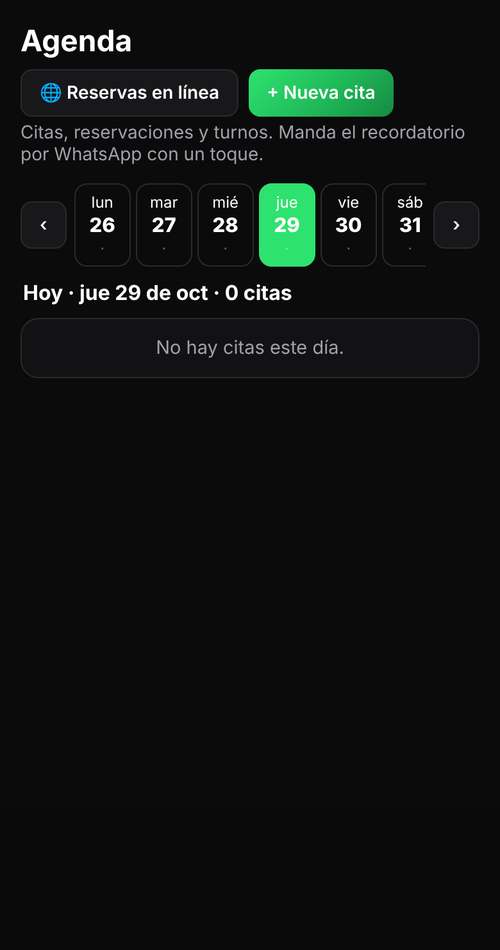 Agenda
🌐 Reservas en línea
+ Nueva cita
Citas, reservaciones y turnos. Manda el recordatorio
por WhatsApp con un toque.
‹
lun
26
·
mar
27
·
mié
28
·
jue
29
·
vie
30
·
sáb
31
·
›
Hoy · jue 29 de oct · 0 citas
No hay citas este día.